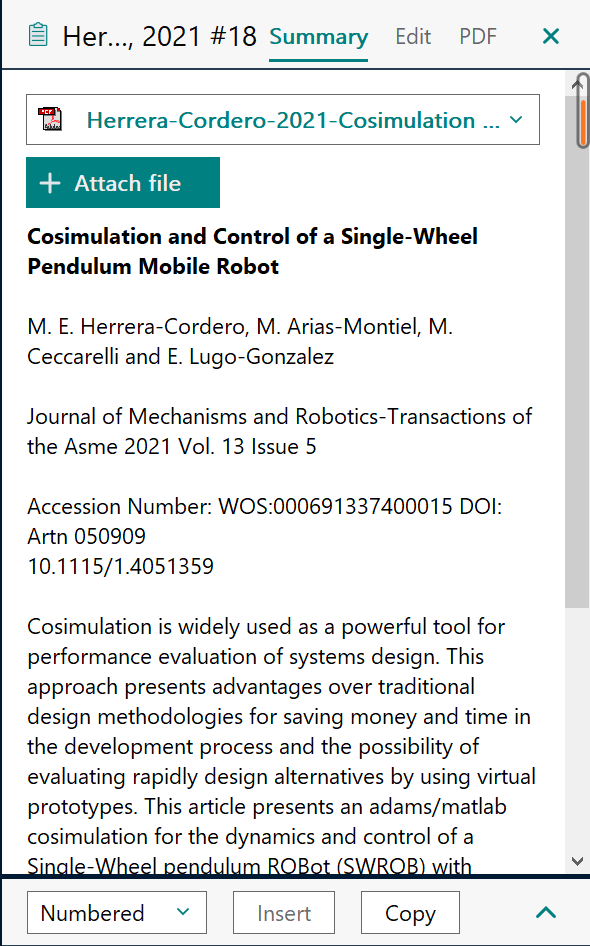 Her..., 2021 #18 Summary Edit PDF
Herrera-Cordero-2021-Cosimulation ...
Attach file
Cosimulation and Control of a Single-Wheel
Pendulum Mobile Robot
M. E. Herrera-Cordero, M. Arias-Montiel, M.
Ceccarelli and E. Lugo-Gonzalez
Journal of Mechanisms and Robotics-Transactions of
the Asme 2021 Vol. 13 Issue 5
Accession Number: WOS:000691337400015 DOI:
Artn 050909
10.1115/1.4051359
Cosimulation is widely used as a powerful tool for
performance evaluation of systems design. This
approach presents advantages over traditional
design methodologies for saving money and time in
the development process and the possibility of
evaluating rapidly design alternatives by using virtual
prototypes. This article presents an adams/matlab
cosimulation for the dynamics and control of a
Single-Wheel pendulum ROBot (SWROB) with
Numbered Insert Copy